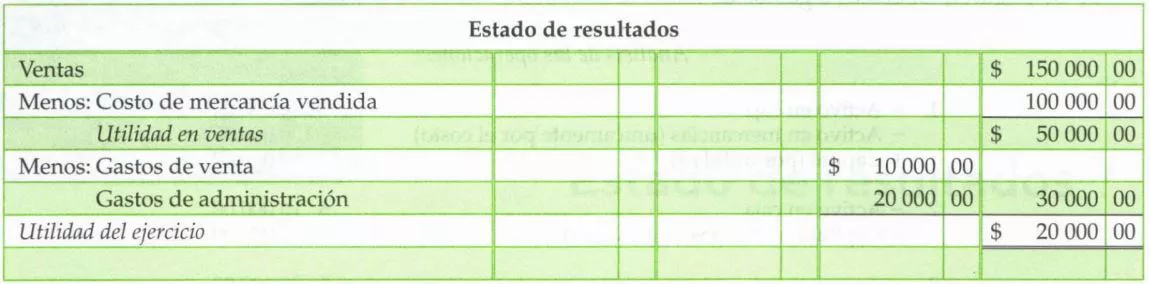 Estado de resultados
Ventas $ 150 000 00
Menos: Costo de mercancía vendida 100 000 00
Utilidad en ventas $ 50 000 00
Menos: Gastos de venta $ 10 000 00
Gastos de administración 20 000 00 30 000 00
Utilidad del ejercicio $ 20 000 00